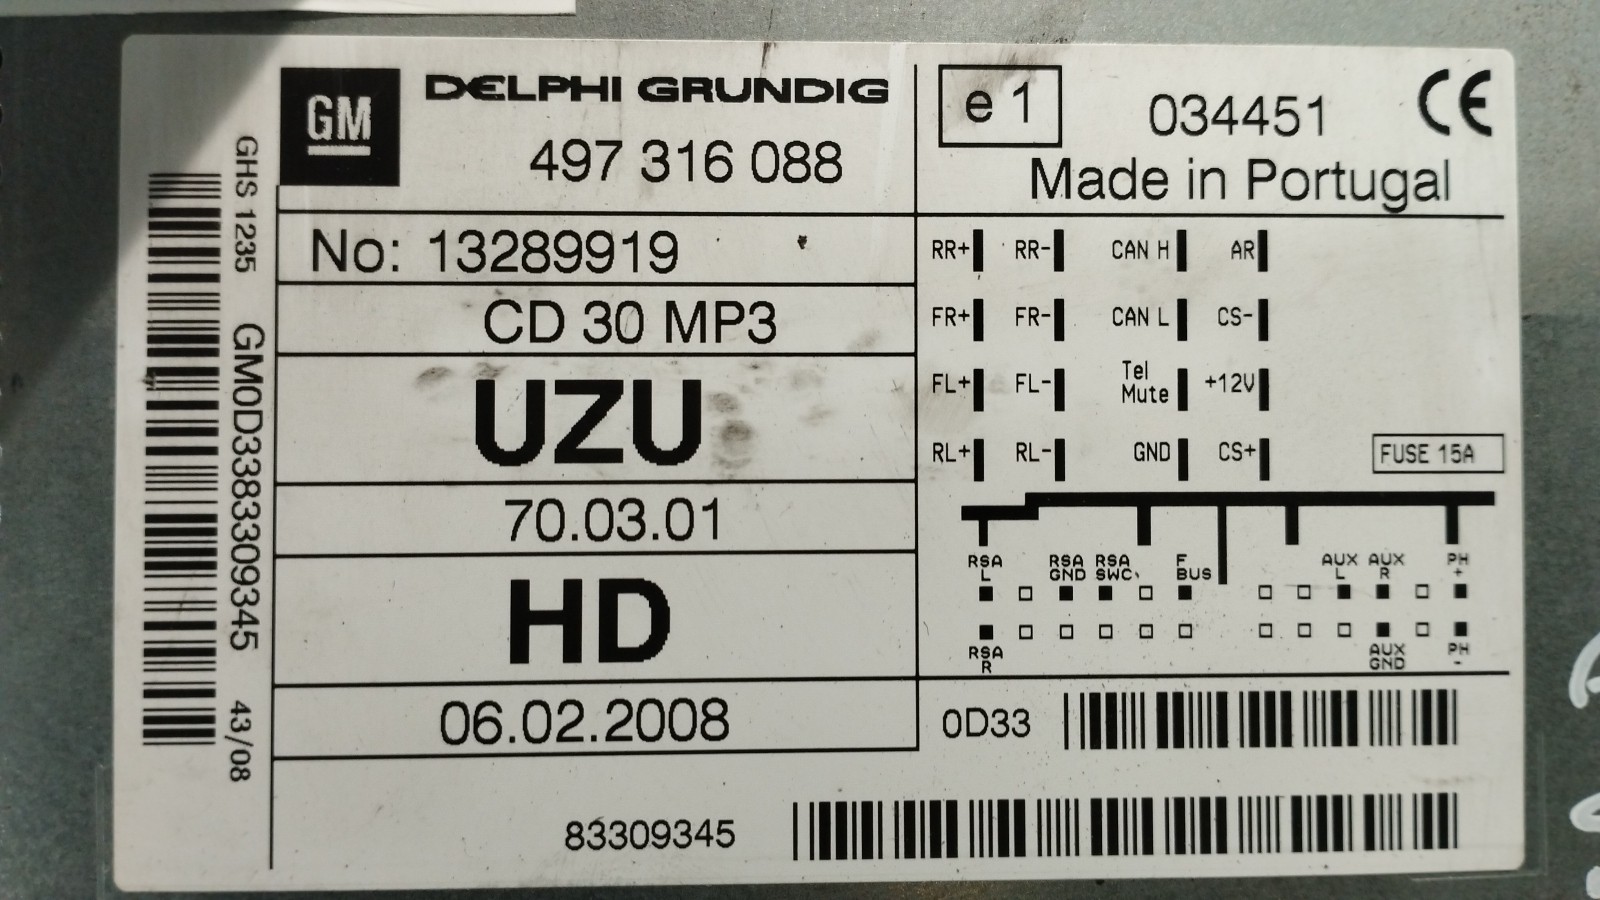 GM
DELPHI GRUNDIG
497 316 088
No: 13289919
CD 30 MP3
UZU
70.03.01
HD
06.02.2008
GHS 1235 GM0D3383309345 43/08
e1 034451 CE
Made in Portugal
RR+ RR- CAN H AR
FR+ FR- CAN L CS-
FL+ FL- Tel Mute +12V
RL+ RL- GND CS+
FUSE 15A
RSA L RSA GND RSA SWC F BUS AUX L AUX R PH +
RSA R AUX GND PH -
0D33
83309345